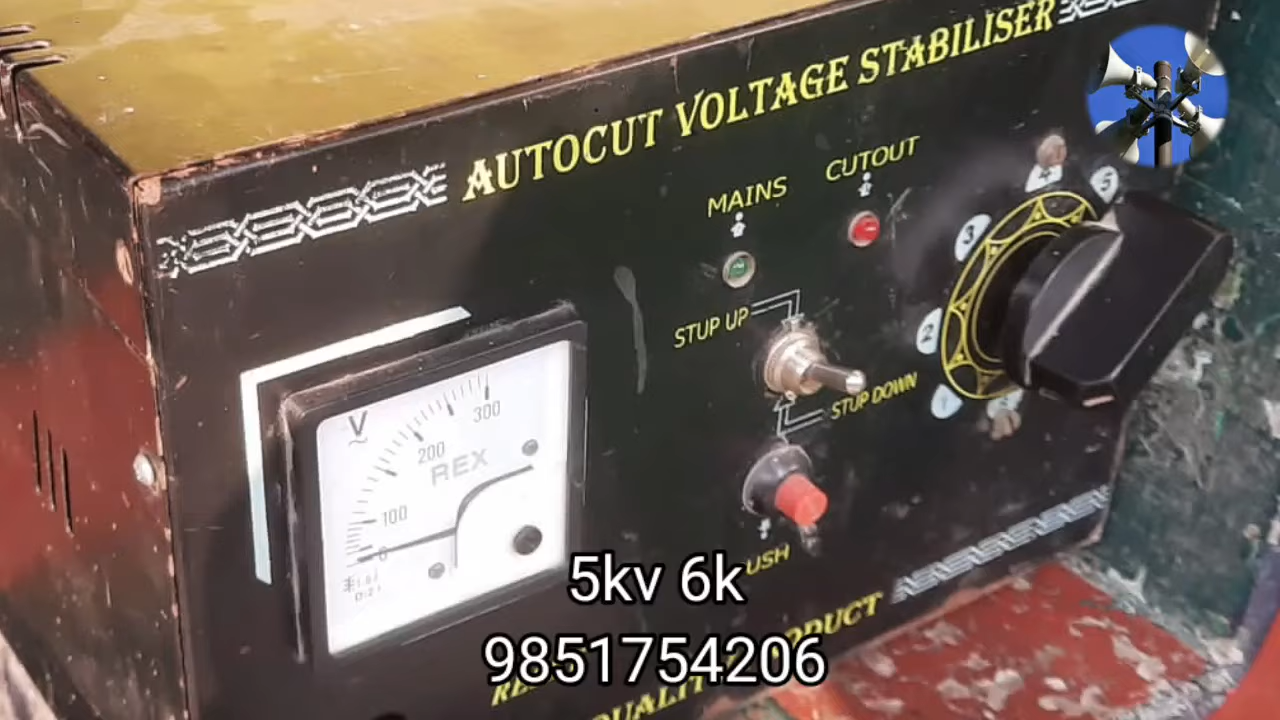 AUTOCUT VOLTAGE STABILISER
MAINS
CUTOUT
STUP UP
STUP DOWN
1
2
3
4
5
V
0
100
200
300
REX
5kv 6k
9851754206